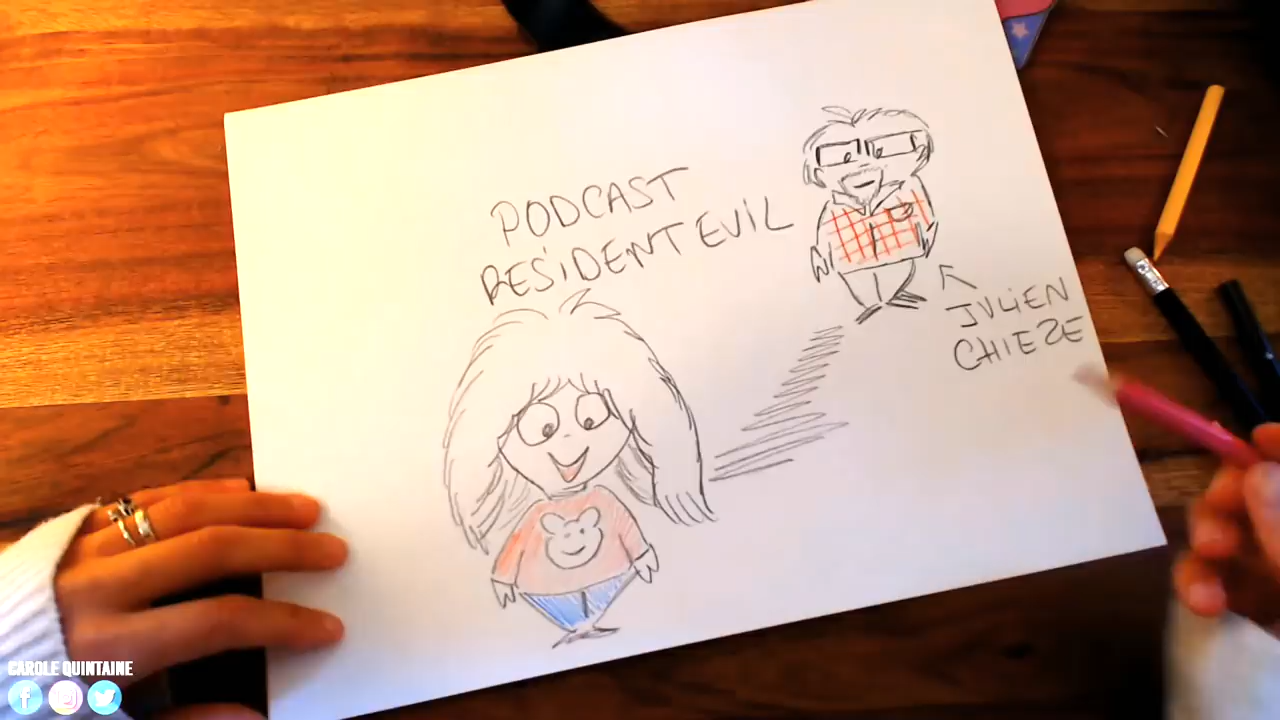 PODCAST
RESIDENT EVIL
JULIEN
CHIEZE
CAROLE QUINTAINE